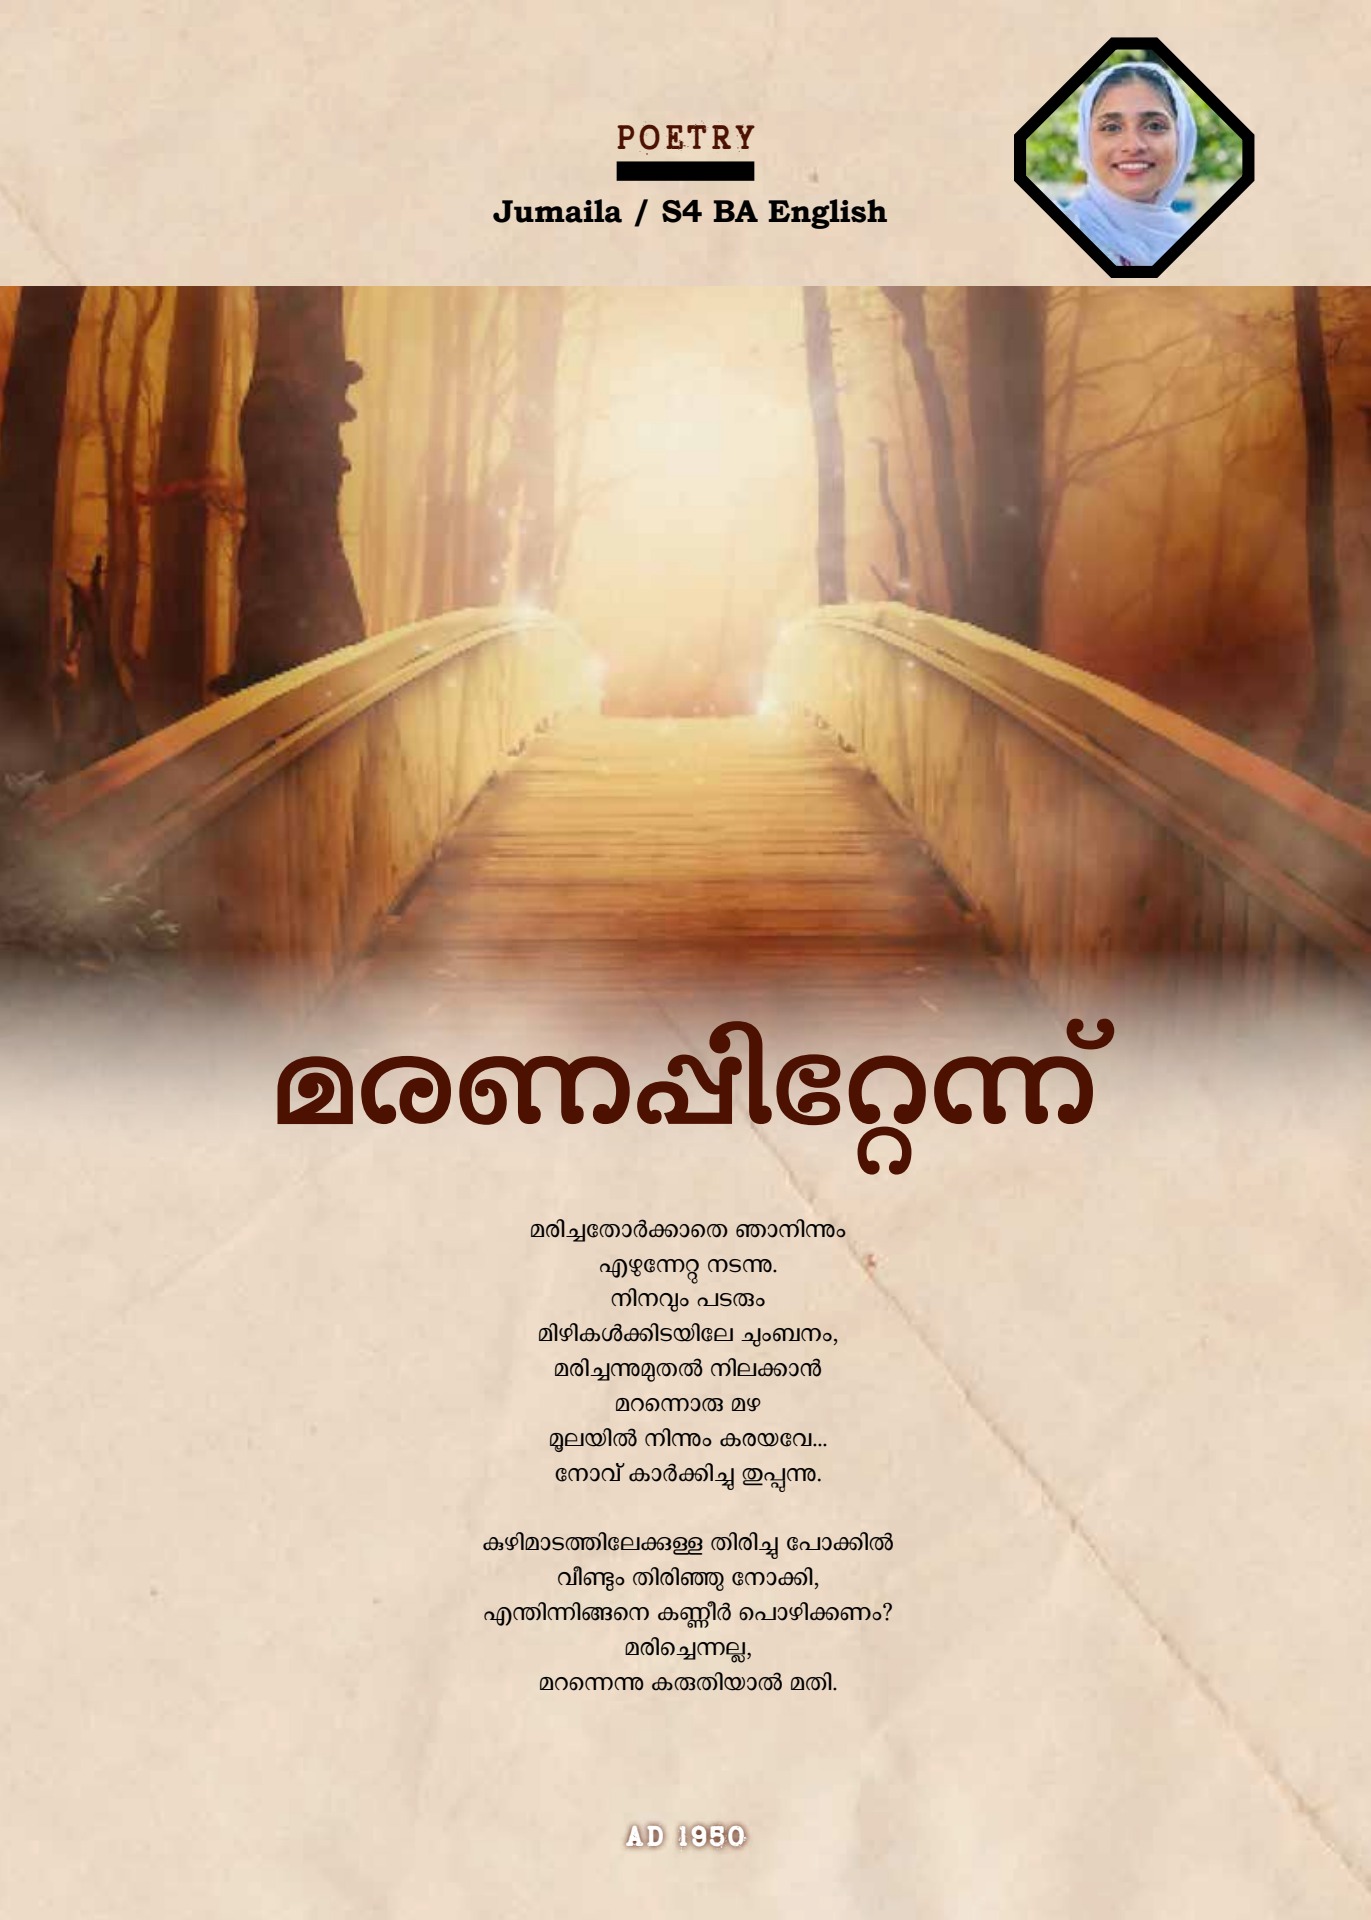 POETRY
Jumaila / S4 BA English
മരണപ്പിറ്റേന്ന്
മരിച്ചതോർക്കാതെ ഞാനിന്നും
എഴുന്നേറ്റു നടന്നു.
നിനവും പടരും
മിഴികൾക്കിടയിലേ ചുംബനം,
മരിച്ചന്നുമുതൽ നിലക്കാൻ
മറന്നൊരു മഴ
മൂലയിൽ നിന്നും കരയവേ...
നോവ് കാർക്കിച്ചു തുപ്പുന്നു.
കുഴിമാടത്തിലേക്കുള്ള തിരിച്ചു പോക്കിൽ
വീണ്ടും തിരിഞ്ഞു നോക്കി,
എന്തിന്നിങ്ങനെ കണ്ണീർ പൊഴിക്കണം?
മരിച്ചെന്നല്ല,
മറന്നെന്നു കരുതിയാൽ മതി.
AD 1950